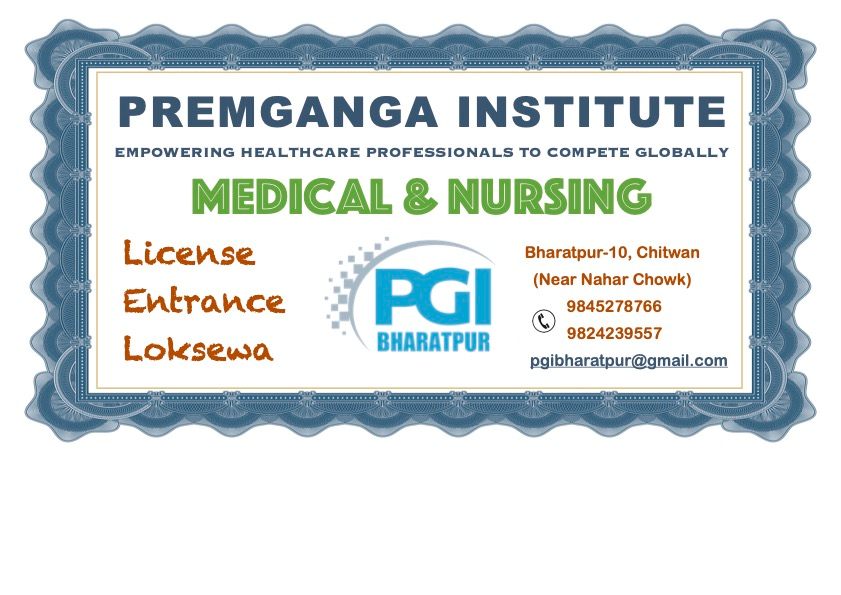 PREMGANGA INSTITUTE
EMPOWERING HEALTHCARE PROFESSIONALS TO COMPETE GLOBALLY
MEDICAL & NURSING
License
Entrance
Loksewa
PGI
BHARATPUR
Bharatpur-10, Chitwan
(Near Nahar Chowk)
9845278766
9824239557
pgibharatpur@gmail.com